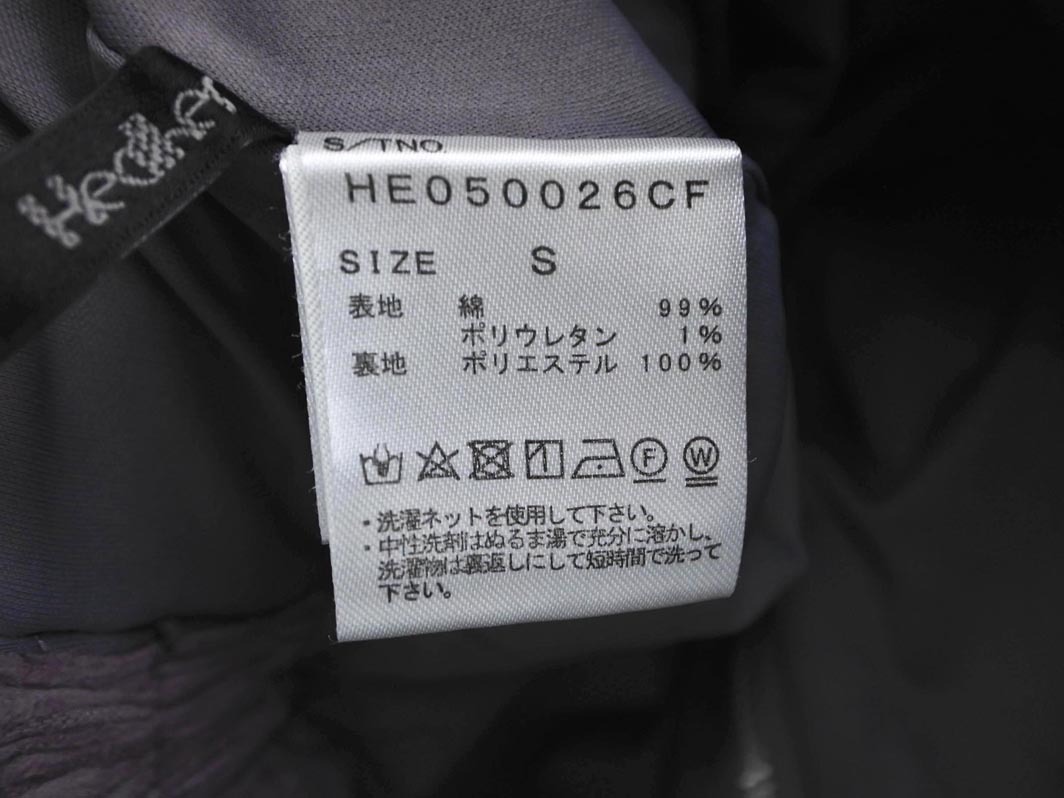 S/TNO
HE050026CF
SIZE S
表地 綿 99%
ポリウレタン 1%
裏地 ポリエステル 100%
F W
・洗濯ネットを使用して下さい。
・中性洗剤はぬるま湯で充分に溶かし、
洗濯物は裏返しにして短時間で洗って
下さい。